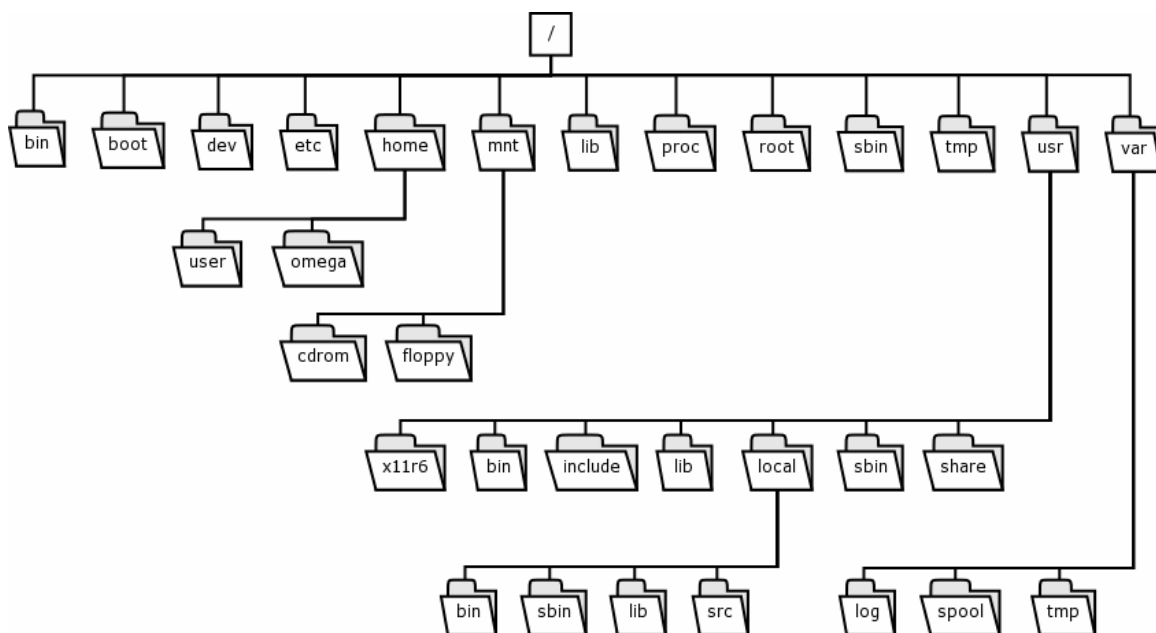 /
bin boot dev etc home mnt lib proc root sbin tmp usr var
user omega
cdrom floppy
x11r6 bin include lib local sbin share
bin sbin lib src log spool tmp